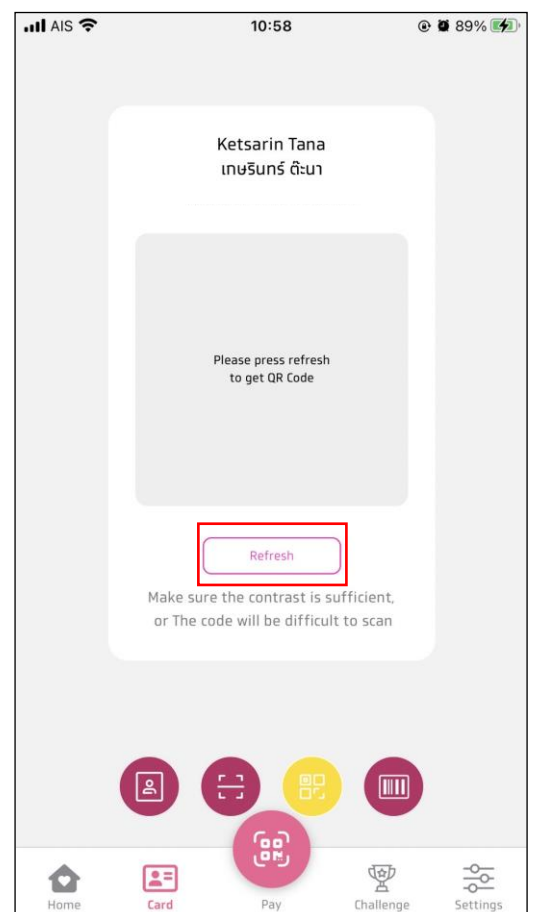 AIS 10:58 89%
Ketsarin Tana
เกษรินทร์ ต๊ะนา
Please press refresh
to get QR Code
Refresh
Make sure the contrast is sufficient,
or The code will be difficult to scan
Home Card Pay Challenge Settings